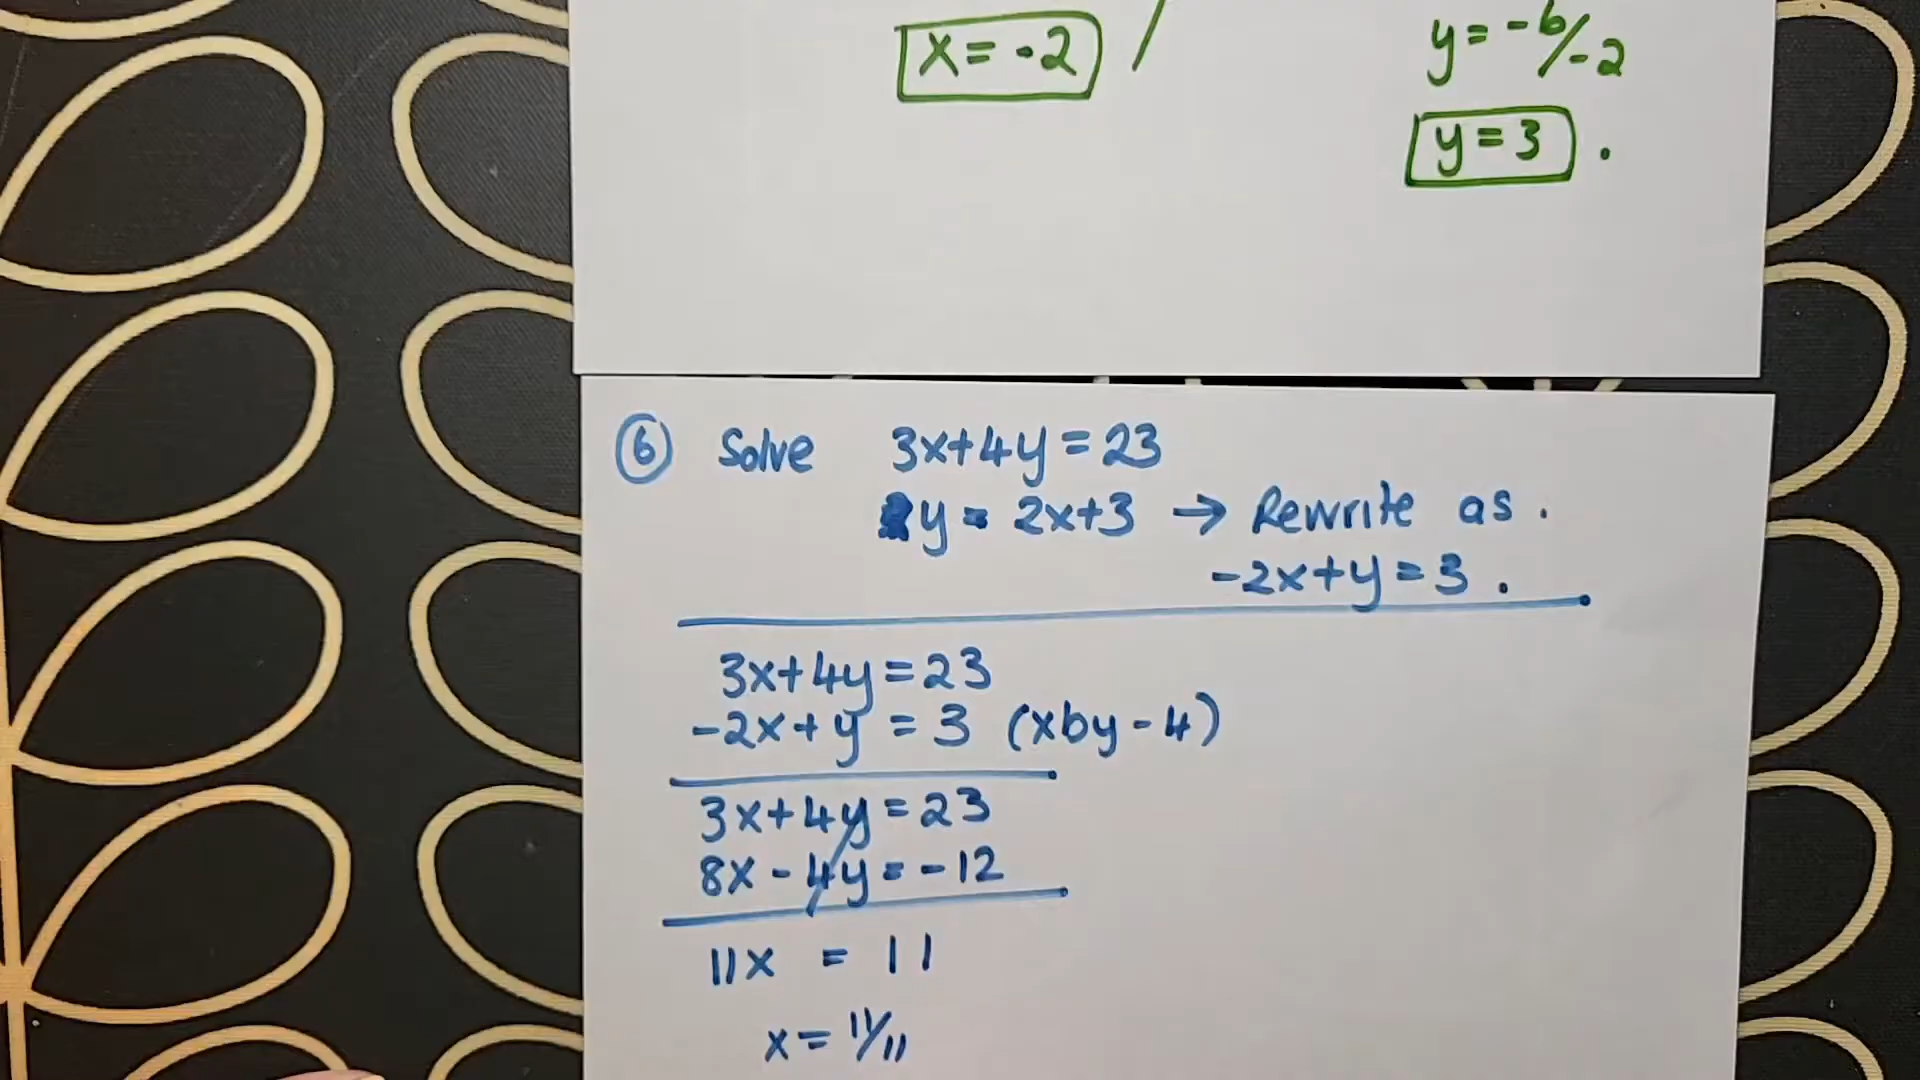 x = -2
y = -6/-2
y = 3 .
6 Solve 3x+4y = 23
y = 2x+3 → Rewrite as .
-2x+y = 3 .
3x+4y = 23
-2x+y = 3 (x by -4)
3x+4y = 23
8x - 4y = -12
11x = 11
x = 11/11